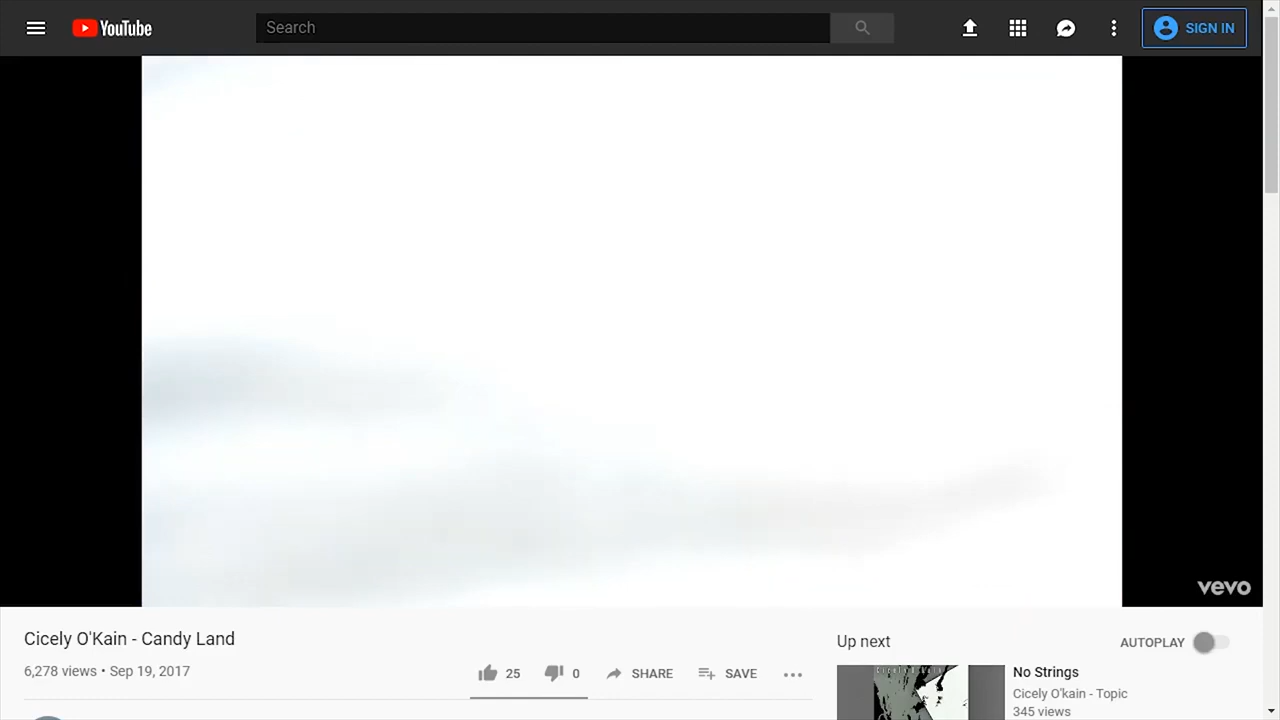 YouTube
Search
SIGN IN
vevo
Cicely O'Kain - Candy Land
6,278 views • Sep 19, 2017
25
0
SHARE
SAVE
Up next
AUTOPLAY
No Strings
Cicely O'kain - Topic
345 views